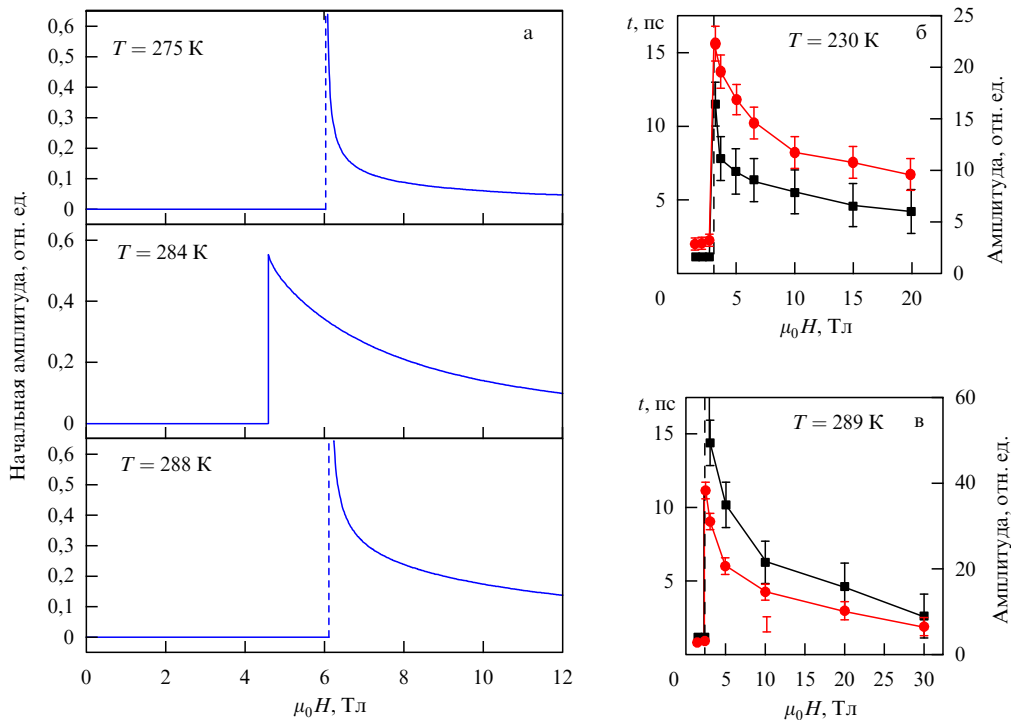 Начальная амплитуда, отн. ед.
а
T = 275 К
0,6
0,5
0,4
0,3
0,2
0,1
0
T = 284 К
0,6
0,4
0,2
0
T = 288 К
0,6
0,5
0,4
0,3
0,2
0,1
0
0 2 4 6 8 10 12
μ₀H, Тл
t, пс
T = 230 К
б
15
10
5
25
20
15
10
5
0
Амплитуда, отн. ед.
0 5 10 15 20
μ₀H, Тл
t, пс
T = 289 К
в
15
10
5
60
40
20
0
Амплитуда, отн. ед.
0 5 10 15 20 25 30
μ₀H, Тл